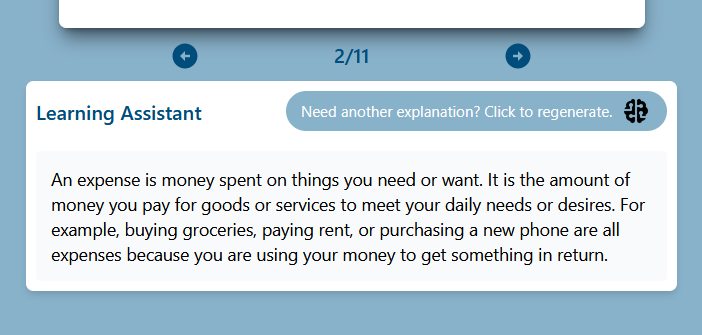 2/11
Learning Assistant
Need another explanation? Click to regenerate.
An expense is money spent on things you need or want. It is the amount of
money you pay for goods or services to meet your daily needs or desires. For
example, buying groceries, paying rent, or purchasing a new phone are all
expenses because you are using your money to get something in return.